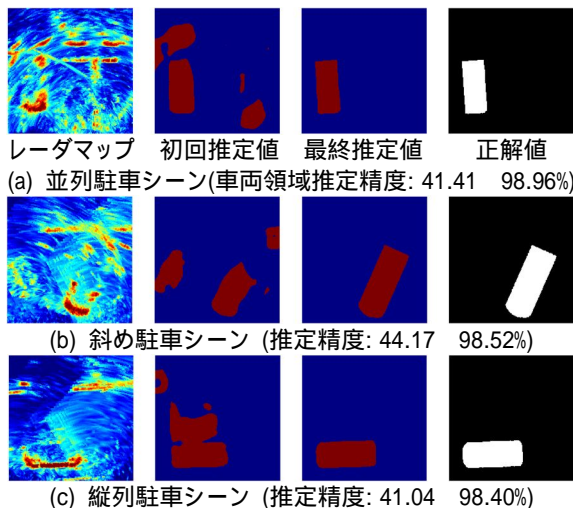 レーダマップ 初回推定値 最終推定値 正解値
(a) 並列駐車シーン(車両領域推定精度: 41.41 98.96%)
(b) 斜め駐車シーン (推定精度: 44.17 98.52%)
(c) 縦列駐車シーン (推定精度: 41.04 98.40%)